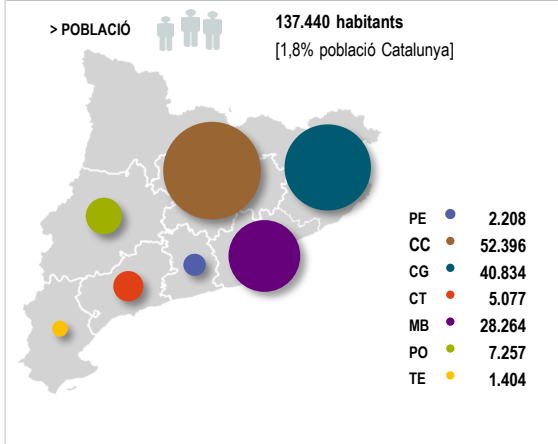 > POBLACIÓ
137.440 habitants
[1,8% població Catalunya]
PE 2.208
CC 52.396
CG 40.834
CT 5.077
MB 28.264
PO 7.257
TE 1.404